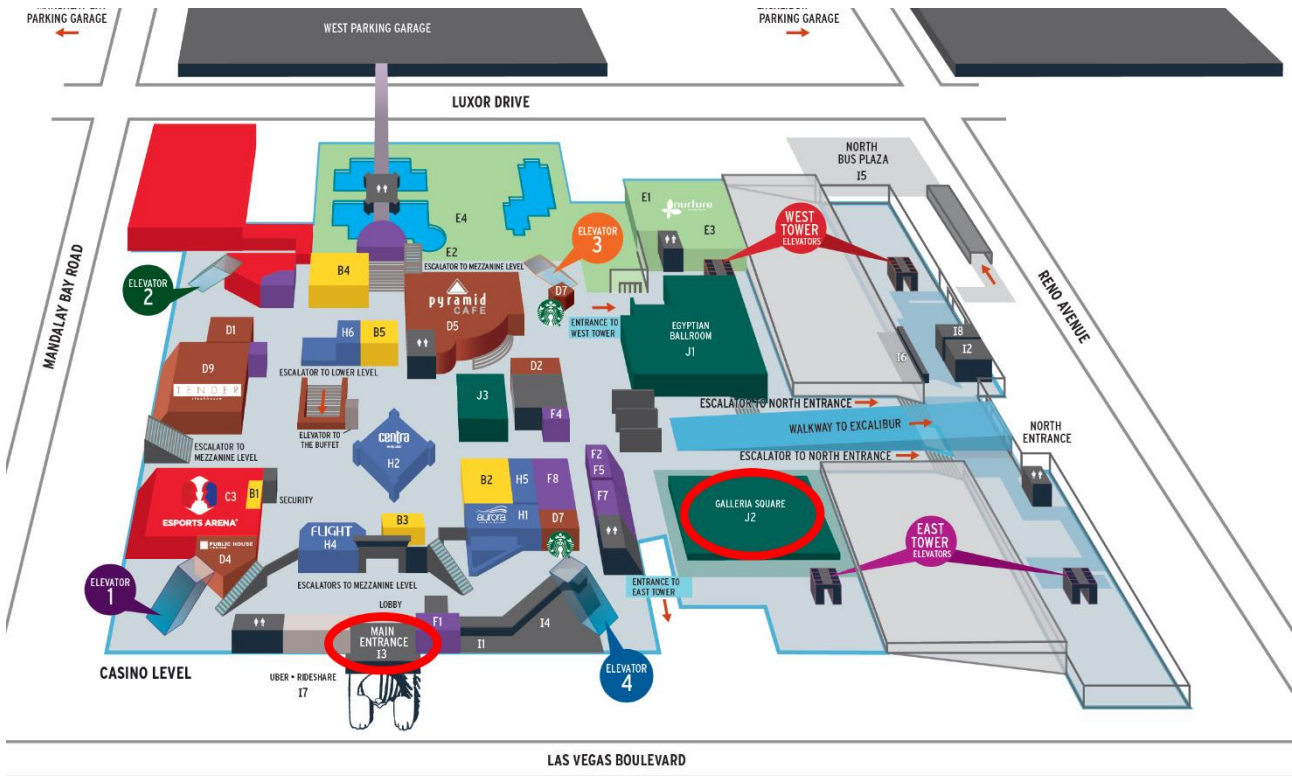 PARKING GARAGE
WEST PARKING GARAGE
PARKING GARAGE
LUXOR DRIVE
NORTH
BUS PLAZA
I5
MANDALAY BAY ROAD
RENO AVENUE
E1
nurture
E3
WEST
TOWER
ELEVATORS
E4
E2
ELEVATOR
3
ESCALATOR TO MEZZANINE LEVEL
ELEVATOR
2
B4
pyramid
CAFE
D5
D7
ENTRANCE TO
WEST TOWER
EGYPTIAN
BALLROOM
J1
I8
I2
I6
D1
H6
B5
D9
TENDER
steakhouse
ESCALATOR TO LOWER LEVEL
D2
J3
F4
ELEVATOR TO
THE BUFFET
ESCALATOR TO NORTH ENTRANCE
WALKWAY TO EXCALIBUR
ESCALATOR TO NORTH ENTRANCE
NORTH
ENTRANCE
ESCALATOR TO
MEZZANINE LEVEL
centra
H2
F2
F5
F7
B2
H5
F8
aurora
H1
D7
C3
B1
SECURITY
ESPORTS ARENA
GALLERIA SQUARE
J2
FLIGHT
H4
B3
PUBLIC HOUSE
D4
EAST
TOWER
ELEVATORS
ELEVATOR
1
ESCALATORS TO MEZZANINE LEVEL
ENTRANCE TO
EAST TOWER
LOBBY
MAIN
ENTRANCE
I3
F1
I1
I4
CASINO LEVEL
UBER • RIDESHARE
I7
ELEVATOR
4
LAS VEGAS BOULEVARD